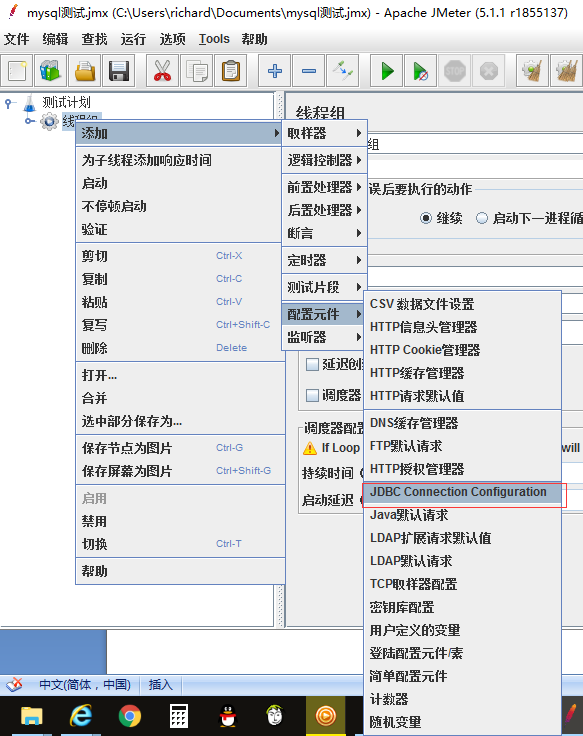 mysql测试.jmx (C:\Users\richard\Documents\mysql测试.jmx) - Apache JMeter (5.1.1 r1855137)
文件 编辑 查找 运行 选项 Tools 帮助
测试计划
线程组
添加
为子线程添加响应时间
启动
不停顿启动
验证
剪切 Ctrl-X
复制 Ctrl-C
粘贴 Ctrl-V
复写 Ctrl+Shift-C
删除 Delete
打开...
合并
选中部分保存为...
保存节点为图片 Ctrl-G
保存屏幕为图片 Ctrl+Shift-G
启用
禁用
切换 Ctrl-T
帮助
取样器
逻辑控制器
前置处理器
后置处理器
断言
定时器
测试片段
配置元件
监听器
CSV 数据文件设置
HTTP信息头管理器
HTTP Cookie管理器
HTTP缓存管理器
HTTP请求默认值
DNS缓存管理器
FTP默认请求
HTTP授权管理器
JDBC Connection Configuration
Java默认请求
LDAP扩展请求默认值
LDAP默认请求
TCP取样器配置
密钥库配置
用户定义的变量
登陆配置元件/素
简单配置元件
计数器
随机变量
线程组
组
误后要执行的动作
继续 启动下一进程循
延迟创
调度器
调度器配
If Loop will
持续时间（
启动延迟（
中文(简体，中国) 插入